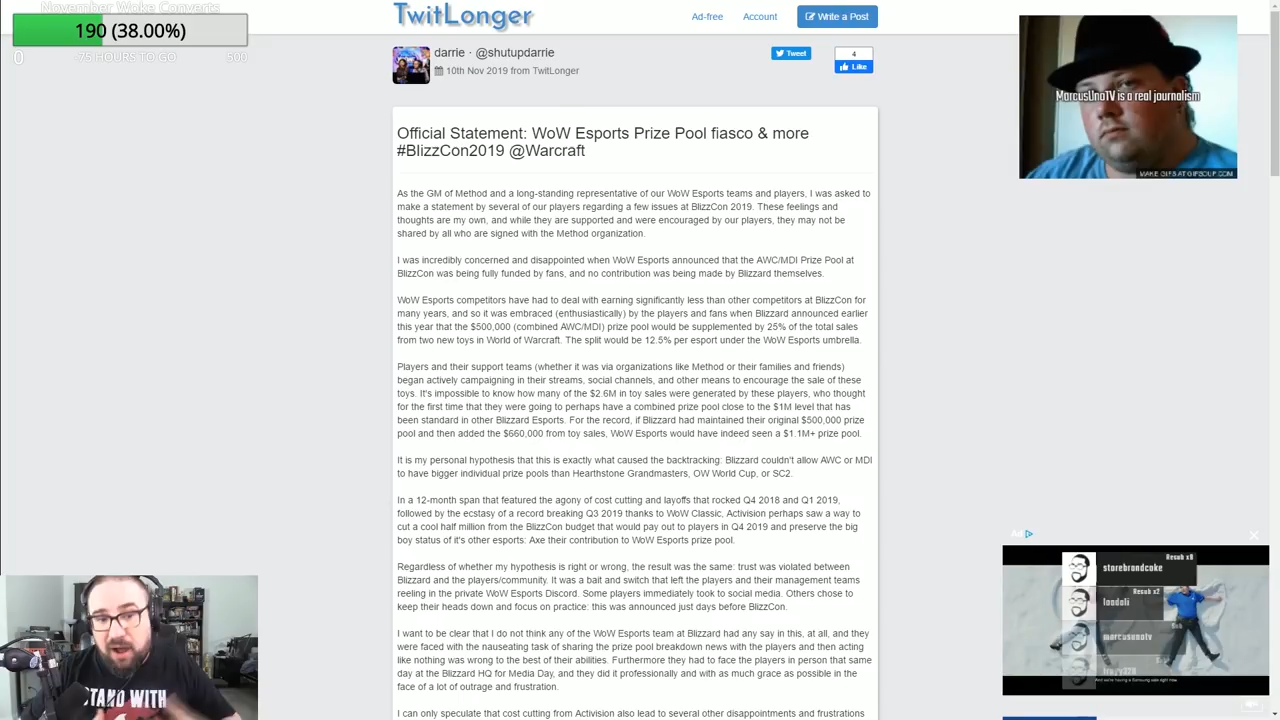 November Woke Converts
190 (38.00%)
0
75 HOURS TO GO
500
TwitLonger
Ad-free
Account
Write a Post
darrie · @shutupdarrie
10th Nov 2019 from TwitLonger
Tweet
4
Like
MarcusUnoTV is a real journalism
MAKE GIFS AT GIFSOUP.COM
Official Statement: WoW Esports Prize Pool fiasco & more
#BlizzCon2019 @Warcraft
As the GM of Method and a long-standing representative of our WoW Esports teams and players, I was asked to
make a statement by several of our players regarding a few issues at BlizzCon 2019. These feelings and
thoughts are my own, and while they are supported and were encouraged by our players, they may not be
shared by all who are signed with the Method organization.
I was incredibly concerned and disappointed when WoW Esports announced that the AWC/MDI Prize Pool at
BlizzCon was being fully funded by fans, and no contribution was being made by Blizzard themselves.
WoW Esports competitors have had to deal with earning significantly less than other competitors at BlizzCon for
many years, and so it was embraced (enthusiastically) by the players and fans when Blizzard announced earlier
this year that the $500,000 (combined AWC/MDI) prize pool would be supplemented by 25% of the total sales
from two new toys in World of Warcraft. The split would be 12.5% per esport under the WoW Esports umbrella.
Players and their support teams (whether it was via organizations like Method or their families and friends)
began actively campaigning in their streams, social channels, and other means to encourage the sale of these
toys. It's impossible to know how many of the $2.6M in toy sales were generated by these players, who thought
for the first time that they were going to perhaps have a combined prize pool close to the $1M level that has
been standard in other Blizzard Esports. For the record, if Blizzard had maintained their original $500,000 prize
pool and then added the $660,000 from toy sales, WoW Esports would have indeed seen a $1.1M+ prize pool.
It is my personal hypothesis that this is exactly what caused the backtracking: Blizzard couldn't allow AWC or MDI
to have bigger individual prize pools than Hearthstone Grandmasters, OW World Cup, or SC2.
In a 12-month span that featured the agony of cost cutting and layoffs that rocked Q4 2018 and Q1 2019,
followed by the ecstasy of a record breaking Q3 2019 thanks to WoW Classic, Activision perhaps saw a way to
cut a cool half million from the BlizzCon budget that would pay out to players in Q4 2019 and preserve the big
boy status of it's other esports: Axe their contribution to WoW Esports prize pool.
Regardless of whether my hypothesis is right or wrong, the result was the same: trust was violated between
Blizzard and the players/community. It was a bait and switch that left the players and their management teams
reeling in the private WoW Esports Discord. Some players immediately took to social media. Others chose to
keep their heads down and focus on practice: this was announced just days before BlizzCon.
I want to be clear that I do not think any of the WoW Esports team at Blizzard had any say in this, at all, and they
were faced with the nauseating task of sharing the prize pool breakdown news with the players and then acting
like nothing was wrong to the best of their abilities. Furthermore they had to face the players in person that same
day at the Blizzard HQ for Media Day, and they did it professionally and with as much grace as possible in the
face of a lot of outrage and frustration.
I can only speculate that cost cutting from Activision also lead to several other disappointments and frustrations
Ad
Resub x8
storebrandcoke
Resub x2
loadoli
Sub
marcusunotv
And we're having a Samsung sale right now.
STAND WITH